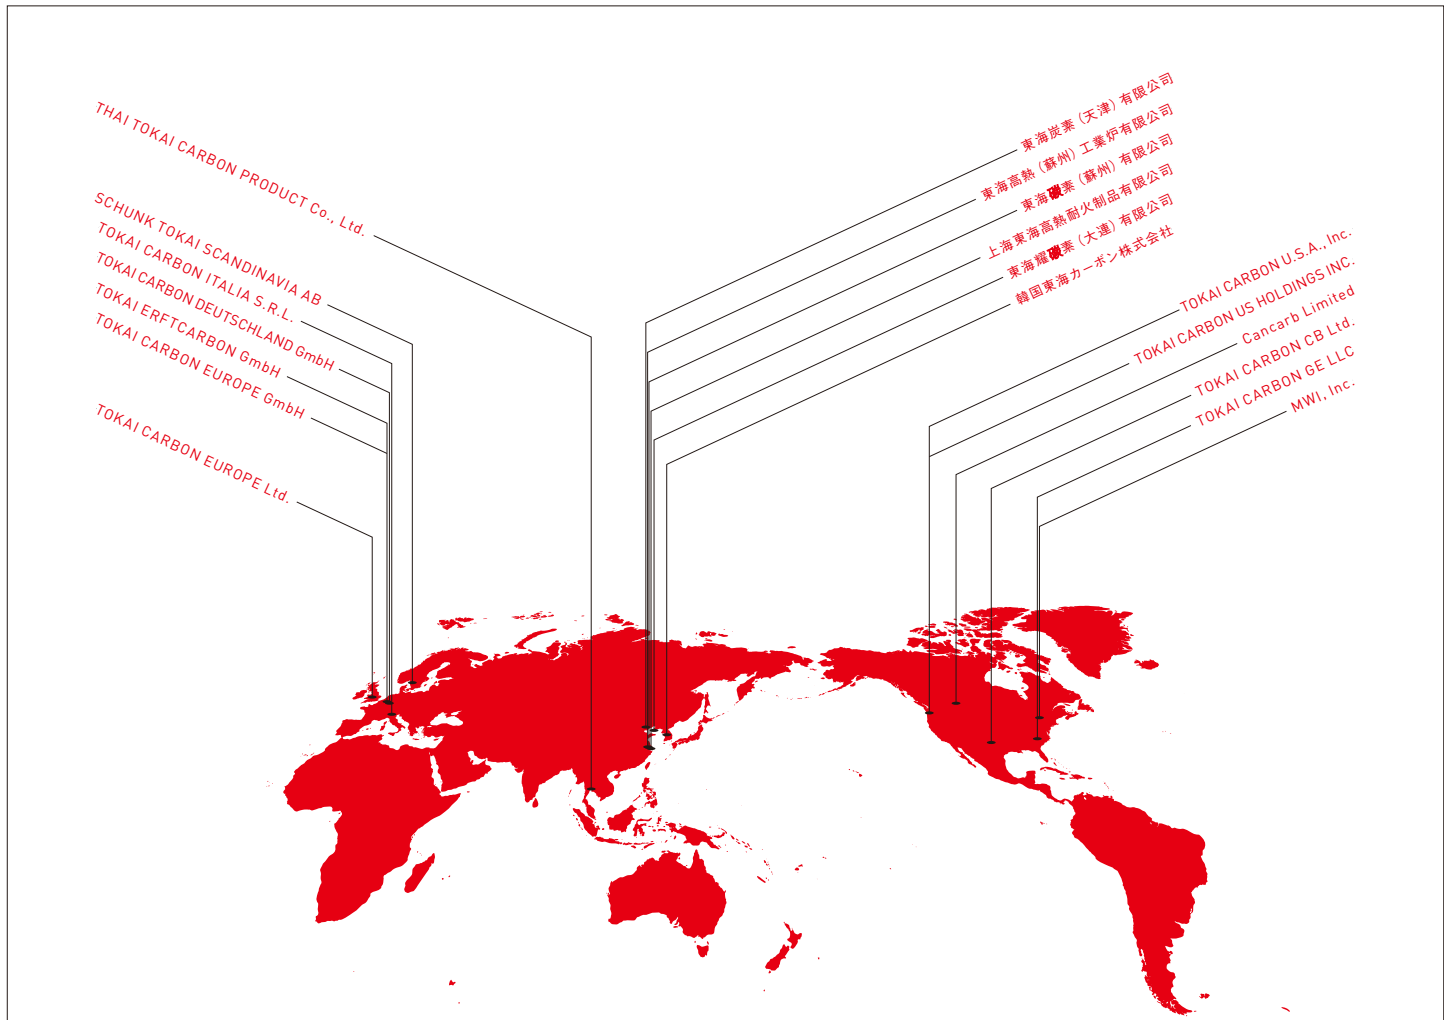 THAI TOKAI CARBON PRODUCT Co., Ltd.
SCHUNK TOKAI SCANDINAVIA AB
TOKAI CARBON ITALIA S.R.L.
TOKAI CARBON DEUTSCHLAND GmbH
TOKAI ERFTCARBON GmbH
TOKAI CARBON EUROPE GmbH
TOKAI CARBON EUROPE Ltd.
東海炭素（天津）有限公司
東海高熱（蘇州）工業炉有限公司
東海碳素（蘇州）有限公司
上海東海高熱耐火制品有限公司
東海耀碳素（大連）有限公司
韓国東海カーボン株式会社
TOKAI CARBON U.S.A., Inc.
TOKAI CARBON US HOLDINGS INC.
Cancarb Limited
TOKAI CARBON CB Ltd.
TOKAI CARBON GE LLC
MWI, Inc.